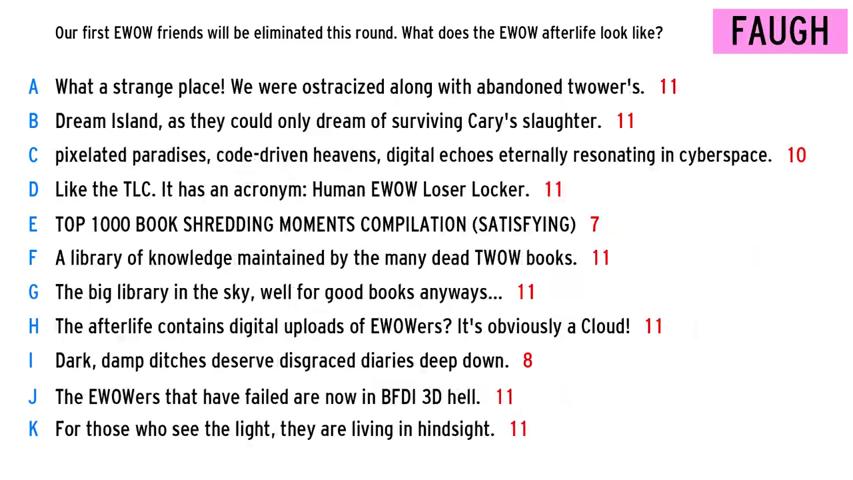 Our first EWOW friends will be eliminated this round. What does the EWOW afterlife look like?
FAUGH
A What a strange place! We were ostracized along with abandoned twower's. 11
B Dream Island, as they could only dream of surviving Cary's slaughter. 11
C pixelated paradises, code-driven heavens, digital echoes eternally resonating in cyberspace. 10
D Like the TLC. It has an acronym: Human EWOW Loser Locker. 11
E TOP 1000 BOOK SHREDDING MOMENTS COMPILATION (SATISFYING) 7
F A library of knowledge maintained by the many dead TWOW books. 11
G The big library in the sky, well for good books anyways... 11
H The afterlife contains digital uploads of EWOWers? It's obviously a Cloud! 11
I Dark, damp ditches deserve disgraced diaries deep down. 8
J The EWOWers that have failed are now in BFDI 3D hell. 11
K For those who see the light, they are living in hindsight. 11